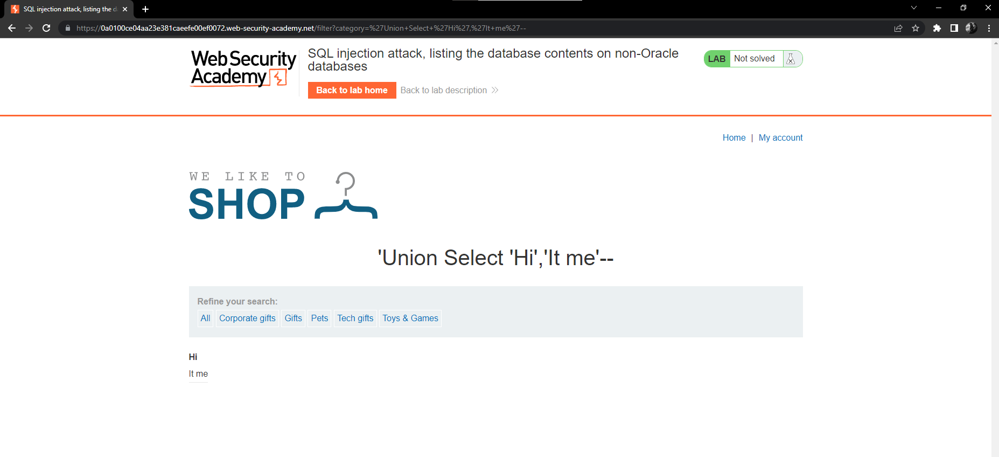 SQL injection attack, listing the d
https://0a0100ce04aa23e381caeefe00ef0072.web-security-academy.net/filter?category=%27Union+Select+%27Hi%27,%27It+me%27--
WebSecurity
Academy
SQL injection attack, listing the database contents on non-Oracle
databases
LAB Not solved
Back to lab home Back to lab description
Home | My account
WE LIKE TO
SHOP
'Union Select 'Hi','It me'--
Refine your search:
All Corporate gifts Gifts Pets Tech gifts Toys & Games
Hi
It me